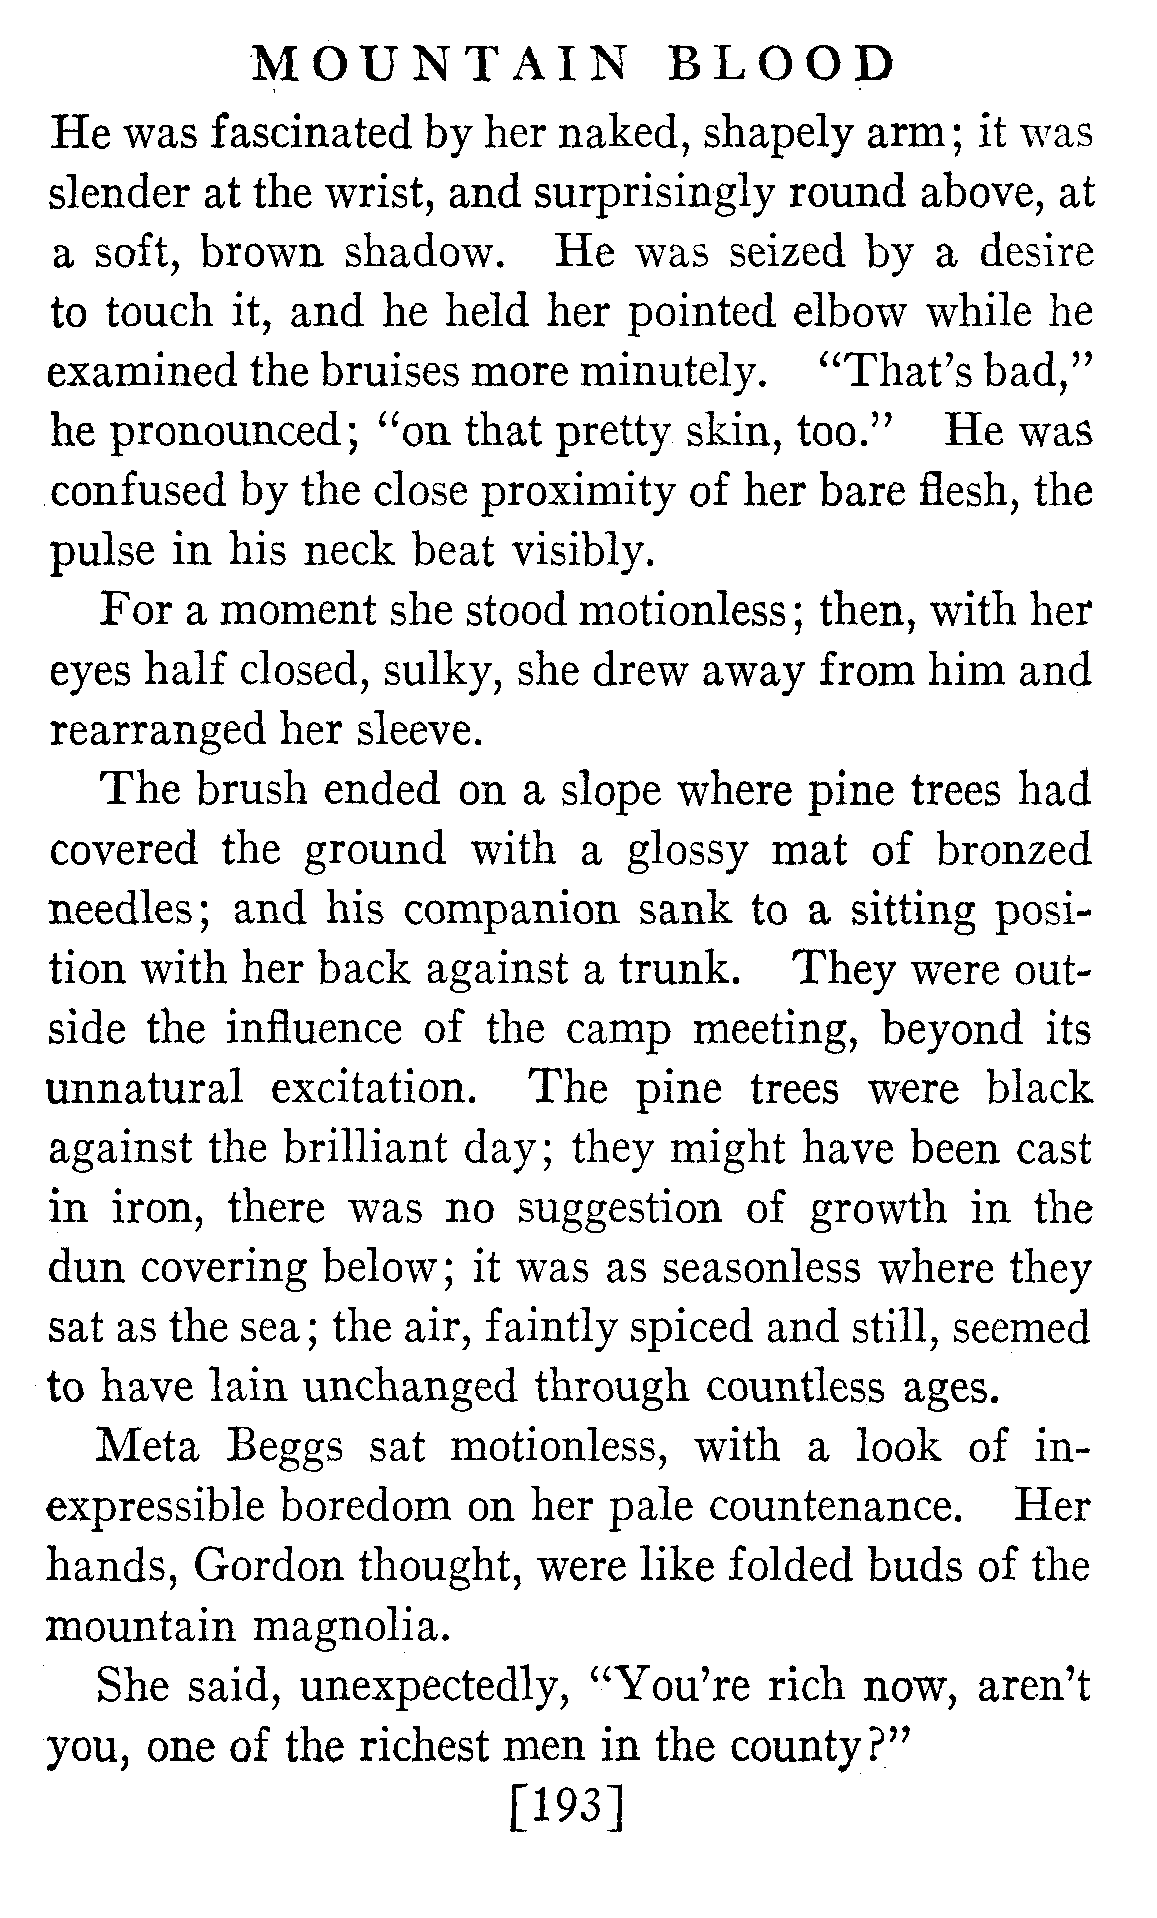 MOUNTAIN BLOOD
He was fascinated by her naked, shapely arm; it was
slender at the wrist, and surprisingly round above, at
a soft, brown shadow. He was seized by a desire
to touch it, and he held her pointed elbow while he
examined the bruises more minutely. “That’s bad,”
he pronounced; “on that pretty skin, too.” He was
confused by the close proximity of her bare flesh, the
pulse in his neck beat visibly.
For a moment she stood motionless; then, with her
eyes half closed, sulky, she drew away from him and
rearranged her sleeve.
The brush ended on a slope where pine trees had
covered the ground with a glossy mat of bronzed
needles; and his companion sank to a sitting posi-
tion with her back against a trunk. They were out-
side the influence of the camp meeting, beyond its
unnatural excitation. The pine trees were black
against the brilliant day; they might have been cast
in iron, there was no suggestion of growth in the
dun covering below; it was as seasonless where they
sat as the sea; the air, faintly spiced and still, seemed
to have lain unchanged through countless ages.
Meta Beggs sat motionless, with a look of in-
expressible boredom on her pale countenance. Her
hands, Gordon thought, were like folded buds of the
mountain magnolia.
She said, unexpectedly, “You’re rich now, aren’t
you, one of the richest men in the county?”
[193]